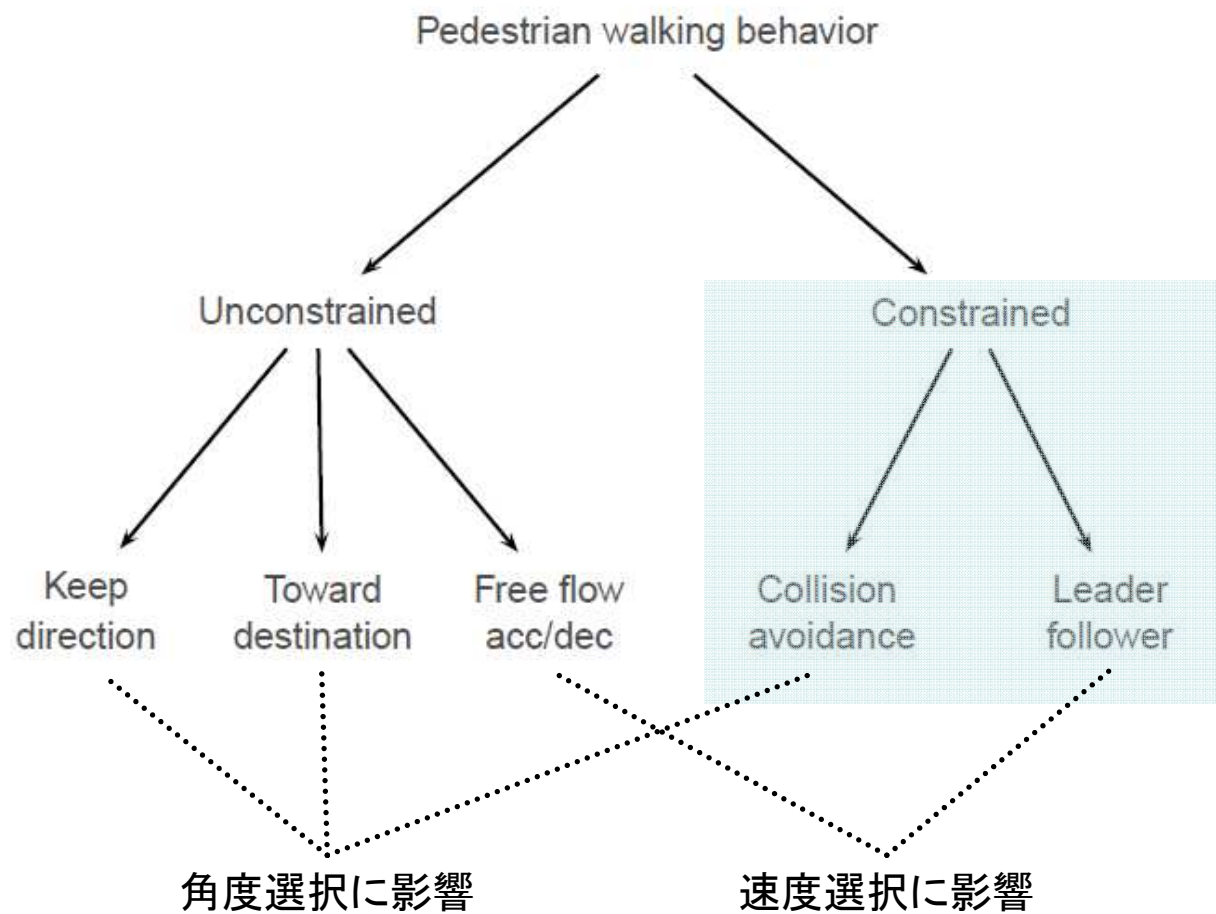 Pedestrian walking behavior
Unconstrained
Constrained
Keep
direction
Toward
destination
Free flow
acc/dec
Collision
avoidance
Leader
follower
角度選択に影響
速度選択に影響